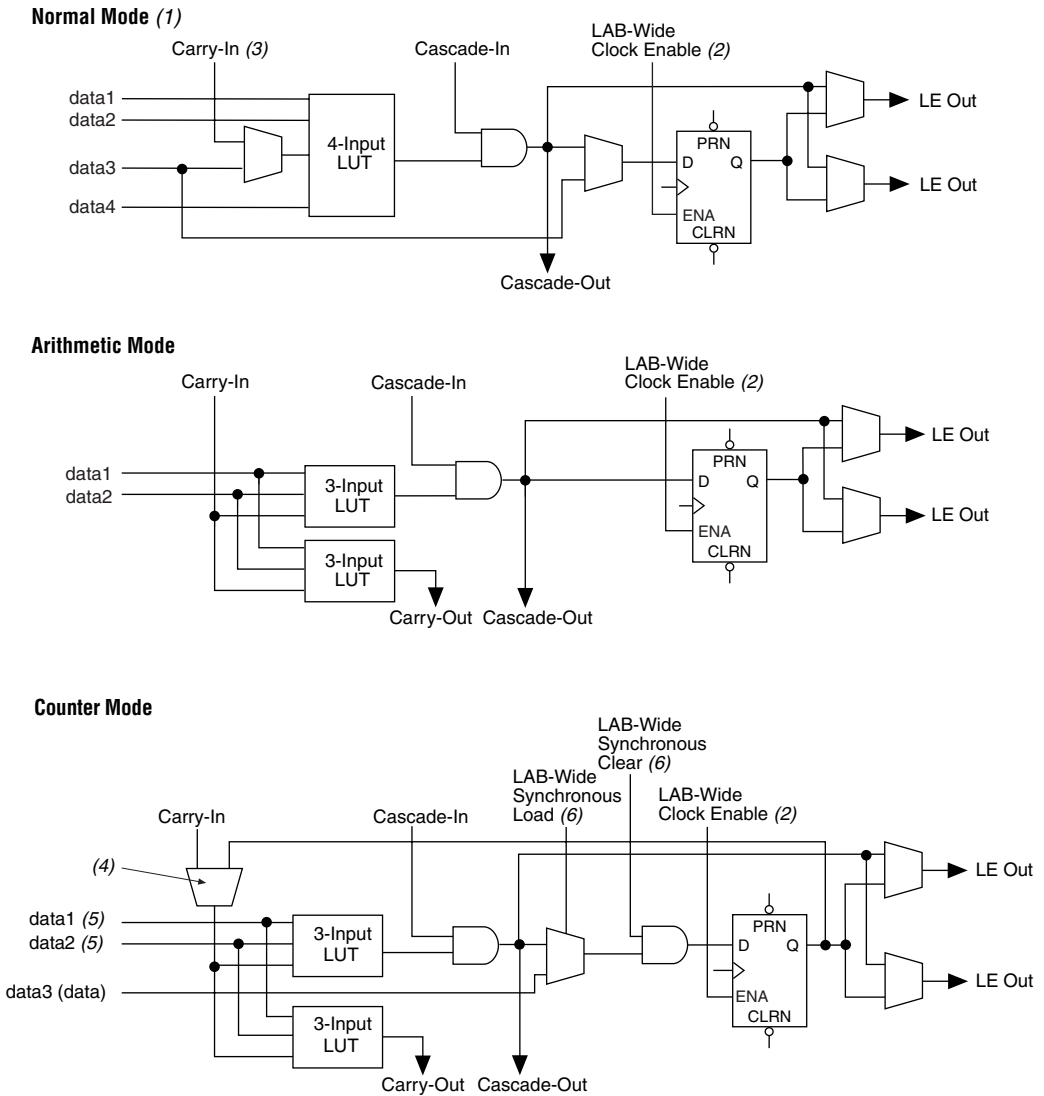 Normal Mode (1)
Carry-In (3)
Cascade-In
LAB-Wide
Clock Enable (2)
data1
data2
data3
data4
4-Input
LUT
PRN
D Q
ENA
CLRN
LE Out
LE Out
Cascade-Out
Arithmetic Mode
Carry-In
Cascade-In
LAB-Wide
Clock Enable (2)
data1
data2
3-Input
LUT
3-Input
LUT
PRN
D Q
ENA
CLRN
LE Out
LE Out
Carry-Out
Cascade-Out
Counter Mode
Carry-In
Cascade-In
LAB-Wide
Synchronous
Load (6)
LAB-Wide
Synchronous
Clear (6)
LAB-Wide
Clock Enable (2)
(4)
data1 (5)
data2 (5)
data3 (data)
3-Input
LUT
3-Input
LUT
PRN
D Q
ENA
CLRN
LE Out
LE Out
Carry-Out
Cascade-Out